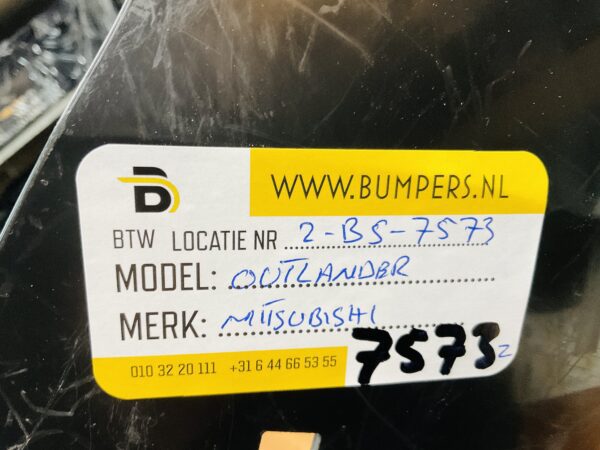 B
WWW.BUMPERS.NL
BTW LOCATIE NR 2-BS-7573
MODEL: OUTLANDER
MERK: MITSUBISHI
010 32 20 111 +31 6 44 66 53 55
7573 2